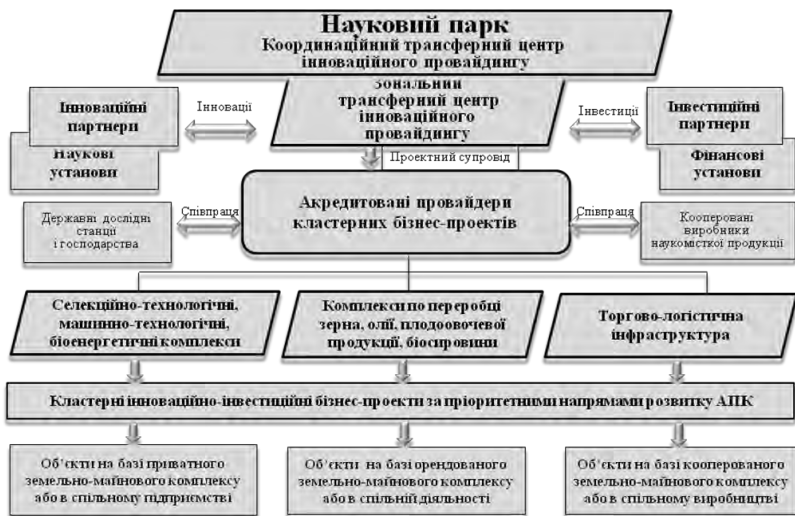 Науковий парк
Координаційний трансферний центр
інноваційного провайдингу
Зональний
трансферний центр
інноваційного
провайдингу
Інноваційні
партнери
Інновації
Інвестиції
Інвестиційні
партнери
Наукові
установи
Проектний супровід
Фінансові
установи
Державні дослідні
станції
і господарства
Співпраця
Акредитовані провайдери
кластерних бізнес-проектів
Співпраця
Кооперовані
виробники
наукомісткої продукції
Селекційно-технологічні,
машинно-технологічні,
біоенергетичні комплекси
Комплекси по переробці
зерна, олії, плодоовочевої
продукції, біосировини
Торгово-логістична
інфраструктура
Кластерні інноваційно-інвестиційні бізнес-проекти за пріоритетними напрямами розвитку АПК
Об'єкти на базі приватного
земельно-майнового комплексу
або в спільному підприємстві
Об'єкти на базі орендованого
земельно-майнового комплексу
або в спільній діяльності
Об'єкти на базі кооперованого
земельно-майнового комплексу
або в спільному виробництві